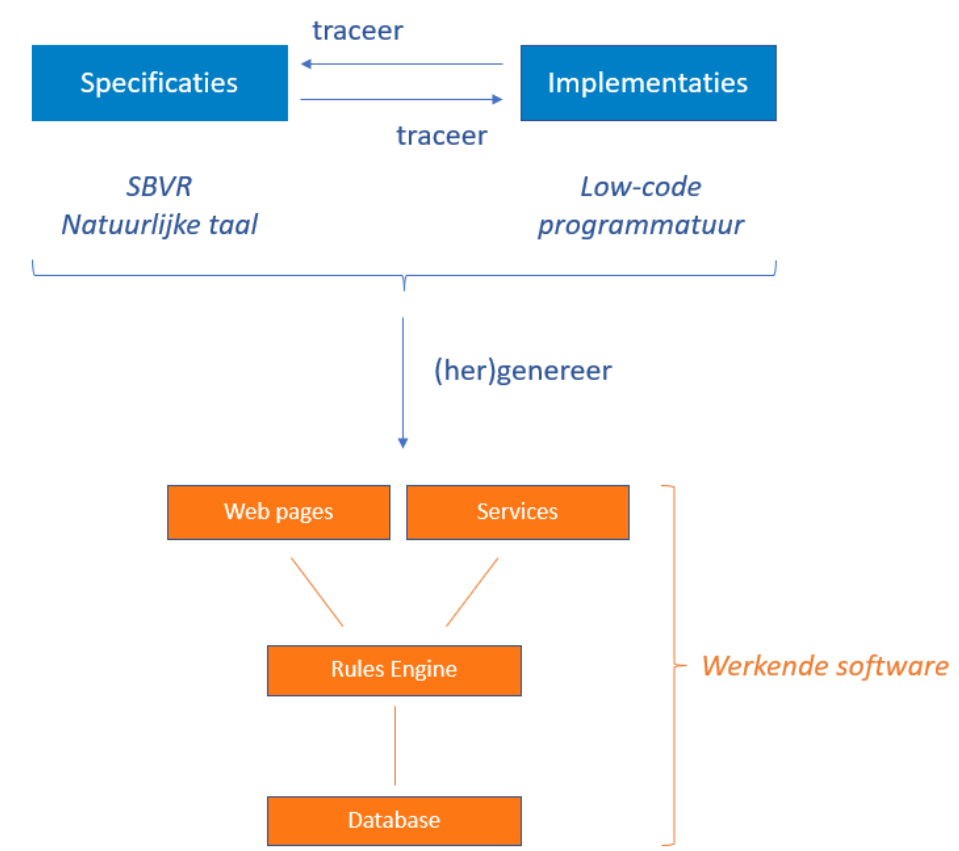 traceer
Specificaties
Implementaties
traceer
SBVR
Natuurlijke taal
Low-code
programmatuur
(her)genereer
Web pages
Services
Rules Engine
Werkende software
Database